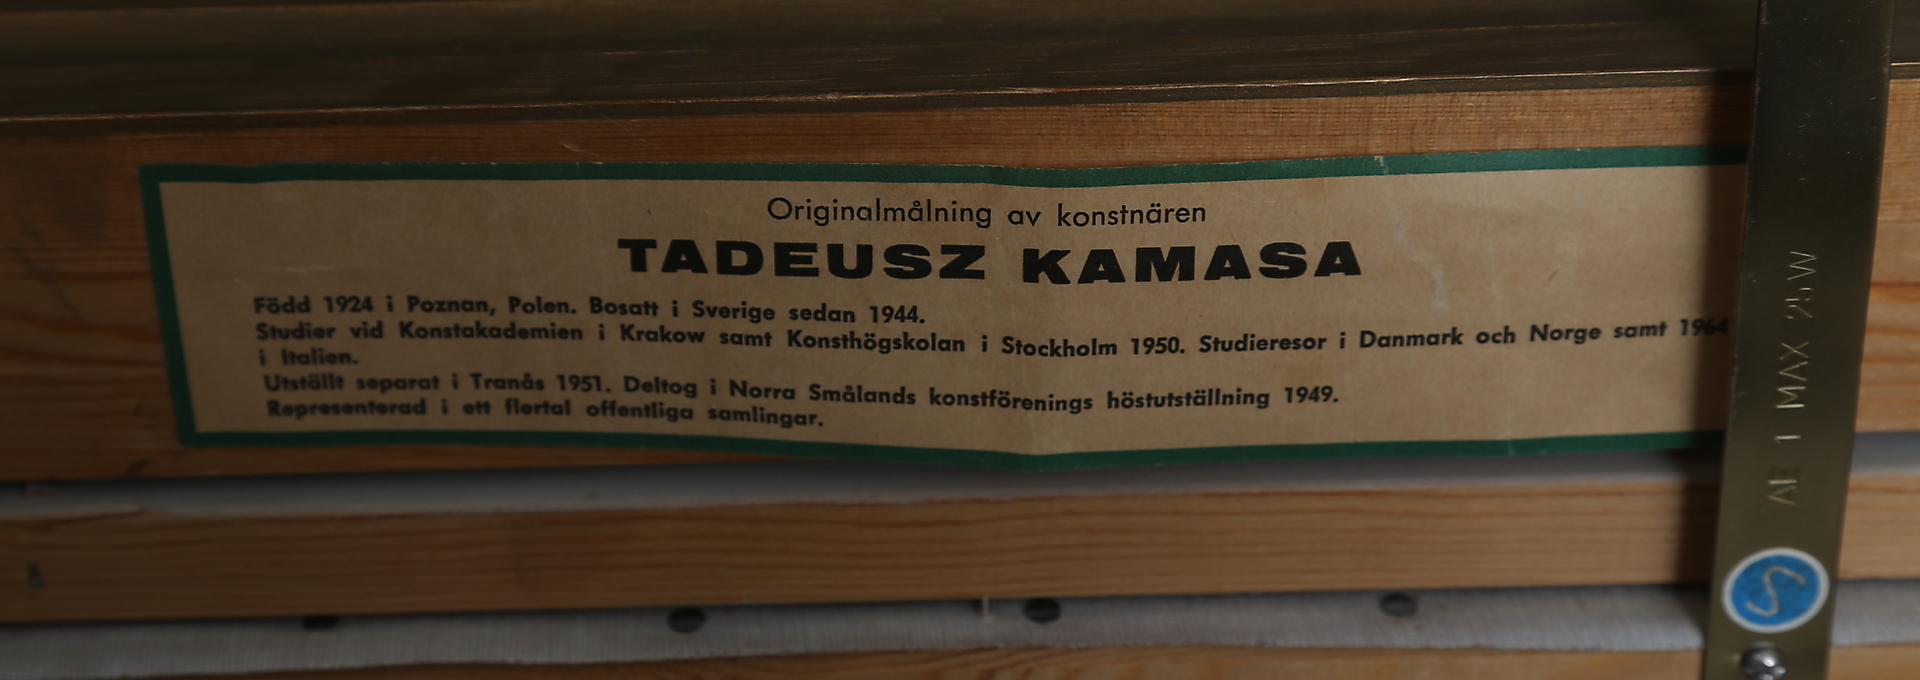 Originalmålning av konstnären
TADEUSZ KAMASA
Född 1924 i Poznan, Polen. Bosatt i Sverige sedan 1944.
Studier vid Konstakademien i Krakow samt Konsthögskolan i Stockholm 1950. Studieresor i Danmark och Norge samt 1964
i Italien.
Utställt separat i Tranås 1951. Deltog i Norra Smålands konstförenings höstutställning 1949.
Representerad i ett flertal offentliga samlingar.
1 MAX 25W
S